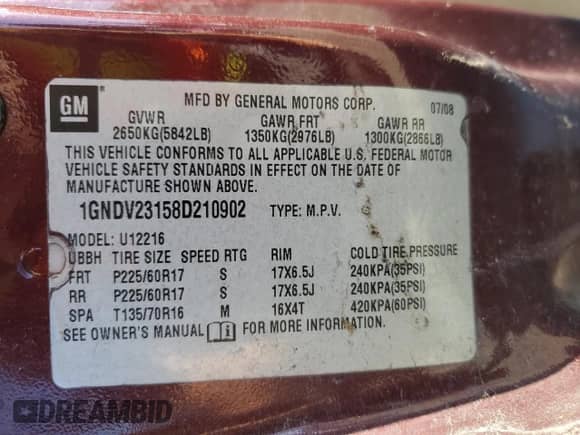 GM
MFD BY GENERAL MOTORS CORP. 07/08
GVWR GAWR FRT GAWR RR
2650KG(5842LB) 1350KG(2976LB) 1300KG(2866LB)
THIS VEHICLE CONFORMS TO ALL APPLICABLE U.S. FEDERAL MOTOR
VEHICLE SAFETY STANDARDS IN EFFECT ON THE DATE OF
MANUFACTURE SHOWN ABOVE.
1GNDV23158D210902 TYPE: M.P.V.
MODEL: U12216
UBBH TIRE SIZE SPEED RTG RIM COLD TIRE PRESSURE
FRT P225/60R17 S 17X6.5J 240KPA(35PSI)
RR P225/60R17 S 17X6.5J 240KPA(35PSI)
SPA T135/70R16 M 16X4T 420KPA(60PSI)
SEE OWNER'S MANUAL FOR MORE INFORMATION.
DREAMBID